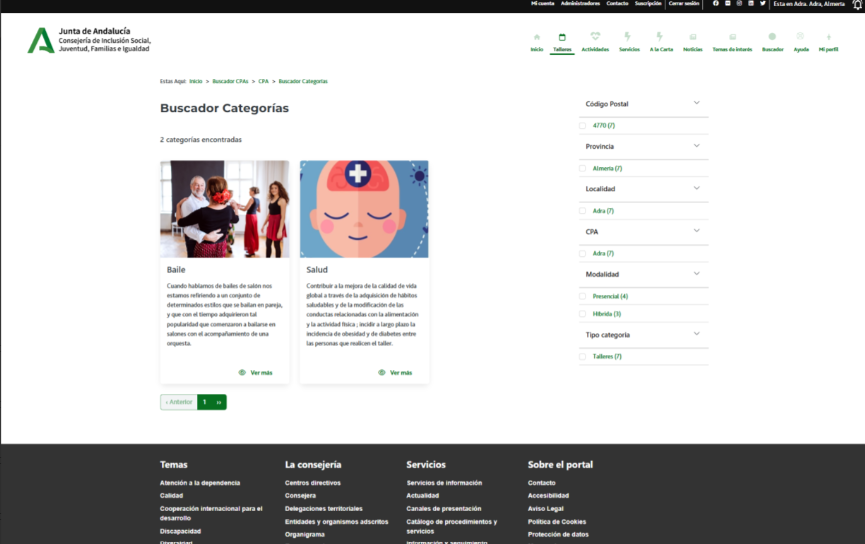 Mi cuenta Administradores Contacto Suscripción Cerrar sesión Esta en Adra. Adra, Almería
Junta de Andalucía
Consejería de Inclusión Social,
Juventud, Familias e Igualdad
Inicio Talleres Actividades Servicios A la Carta Noticias Temas de interés Buscador Ayuda Mi perfil
Estas Aquí: Inicio > Buscador CPAs > CPA > Buscador Categorías
Buscador Categorías
2 categorías encontradas
Baile
Cuando hablamos de bailes de salón nos
estamos refiriendo a un conjunto de
determinados estilos que se bailan en pareja,
y que con el tiempo adquirieron tal
popularidad que comenzaron a bailarse en
salones con el acompañamiento de una
orquesta.
Ver más
Salud
Contribuir a la mejora de la calidad de vida
global a través de la adquisición de hábitos
saludables y de la modificación de las
conductas relacionadas con la alimentación
y la actividad física ; incidir a largo plazo la
incidencia de obesidad y de diabetes entre
las personas que realicen el taller.
Ver más
‹ Anterior 1 ››
Código Postal
4770 (7)
Provincia
Almería (7)
Localidad
Adra (7)
CPA
Adra (7)
Modalidad
Presencial (4)
Híbrida (3)
Tipo categoría
Talleres (7)
Temas
Atención a la dependencia
Calidad
Cooperación internacional para el
desarrollo
Discapacidad
Diversidad
La consejería
Centros directivos
Consejera
Delegaciones territoriales
Entidades y organismos adscritos
Organigrama
Servicios
Servicios de información
Actualidad
Canales de presentación
Catálogo de procedimientos y
servicios
Información y seguimiento
Sobre el portal
Contacto
Accesibilidad
Aviso Legal
Política de Cookies
Protección de datos